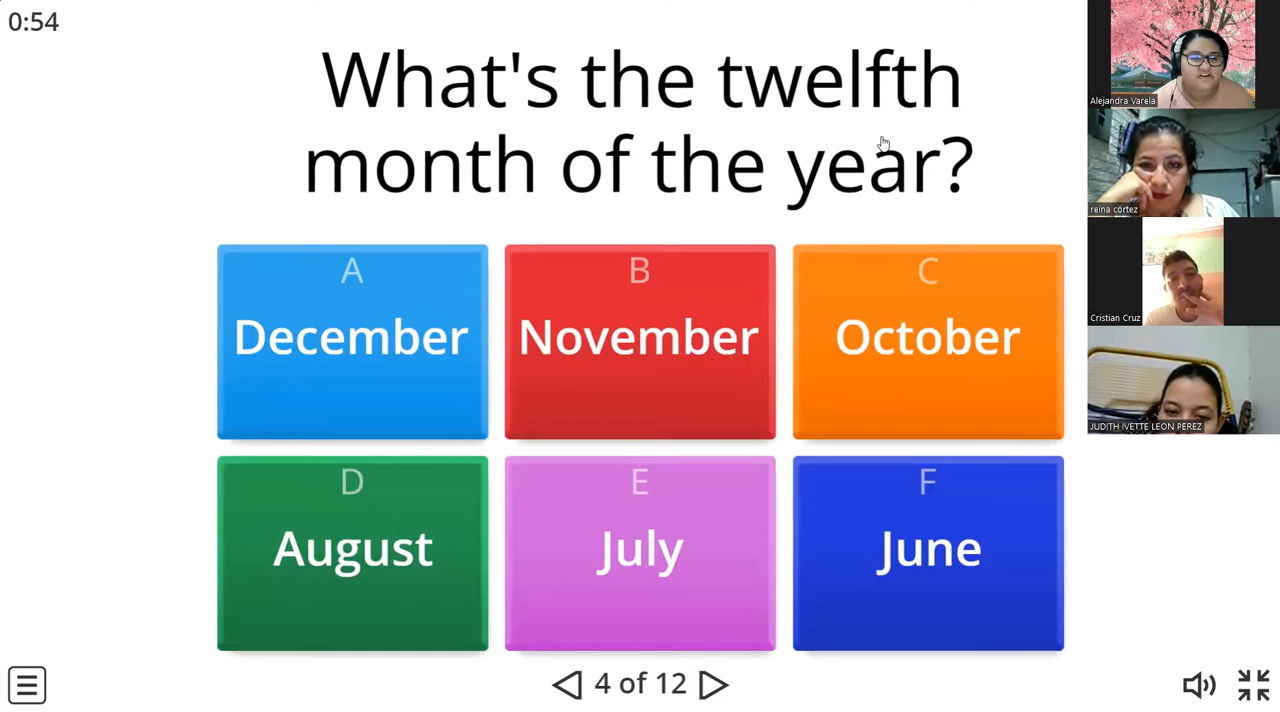 0:54
What's the twelfth
month of the year?
A
December
B
November
C
October
D
August
E
July
F
June
4 of 12
Alejandra Varela
reina cortez
Cristian Cruz
JUDITH IVETTE LEON PEREZ